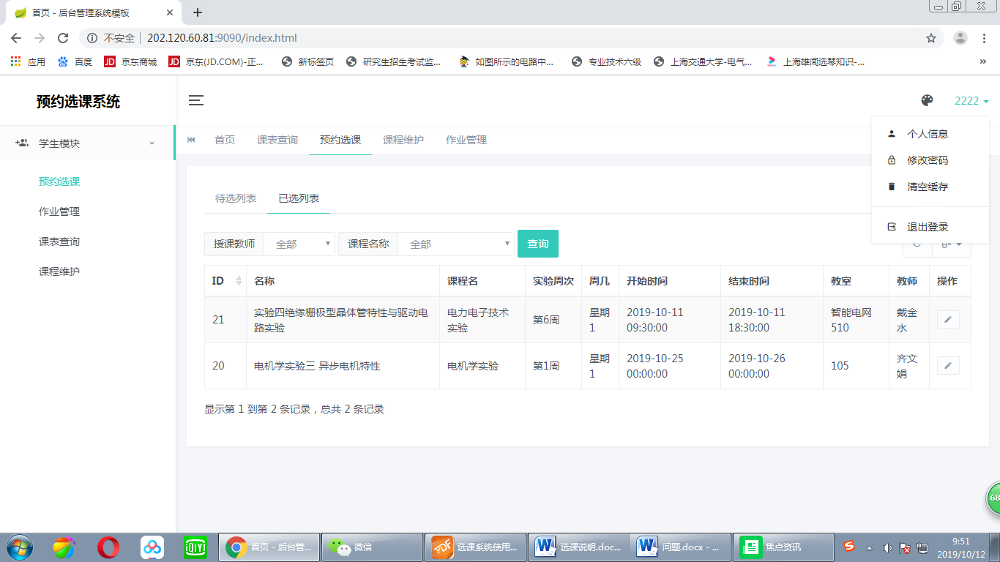 首页 - 后台管理系统模板
不安全 202.120.60.81:9090/index.html
应用 百度 京东商城 京东(JD.COM)-正... 新标签页 研究生招生考试监... 如图所示的电路中... 专业技术六级 上海交通大学-电气... 上海雄闻选琴知识-... »
预约选课系统
2222
学生模块
预约选课
作业管理
课表查询
课程维护
首页 课表查询 预约选课 课程维护 作业管理
个人信息
修改密码
清空缓存
退出登录
待选列表 已选列表
授课教师 全部 课程名称 全部 查询
ID 名称 课程名 实验周次 周几 开始时间 结束时间 教室 教师 操作
21 实验四绝缘栅极型晶体管特性与驱动电路实验 电力电子技术实验 第6周 星期1 2019-10-11 09:30:00 2019-10-11 18:30:00 智能电网510 戴金水
20 电机学实验三 异步电机特性 电机学实验 第1周 星期1 2019-10-25 00:00:00 2019-10-26 00:00:00 105 齐文娟
显示第 1 到第 2 条记录，总共 2 条记录
68
iQIYI 首页 - 后台管... 微信 PDF 选课系统使用... 选课说明.doc... 问题.docx - ... 焦点资讯
9:51
2019/10/12